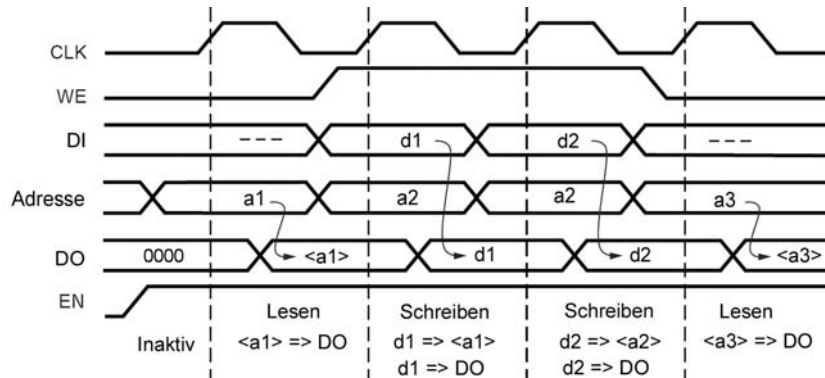 CLK
WE
DI --- d1 d2 ---
Adresse a1 a2 a2 a3
DO 0000 <a1> d1 d2 <a3>
EN
Lesen Schreiben Schreiben Lesen
Inaktiv <a1> => DO d1 => <a1> d2 => <a2> <a3> => DO
d1 => DO d2 => DO